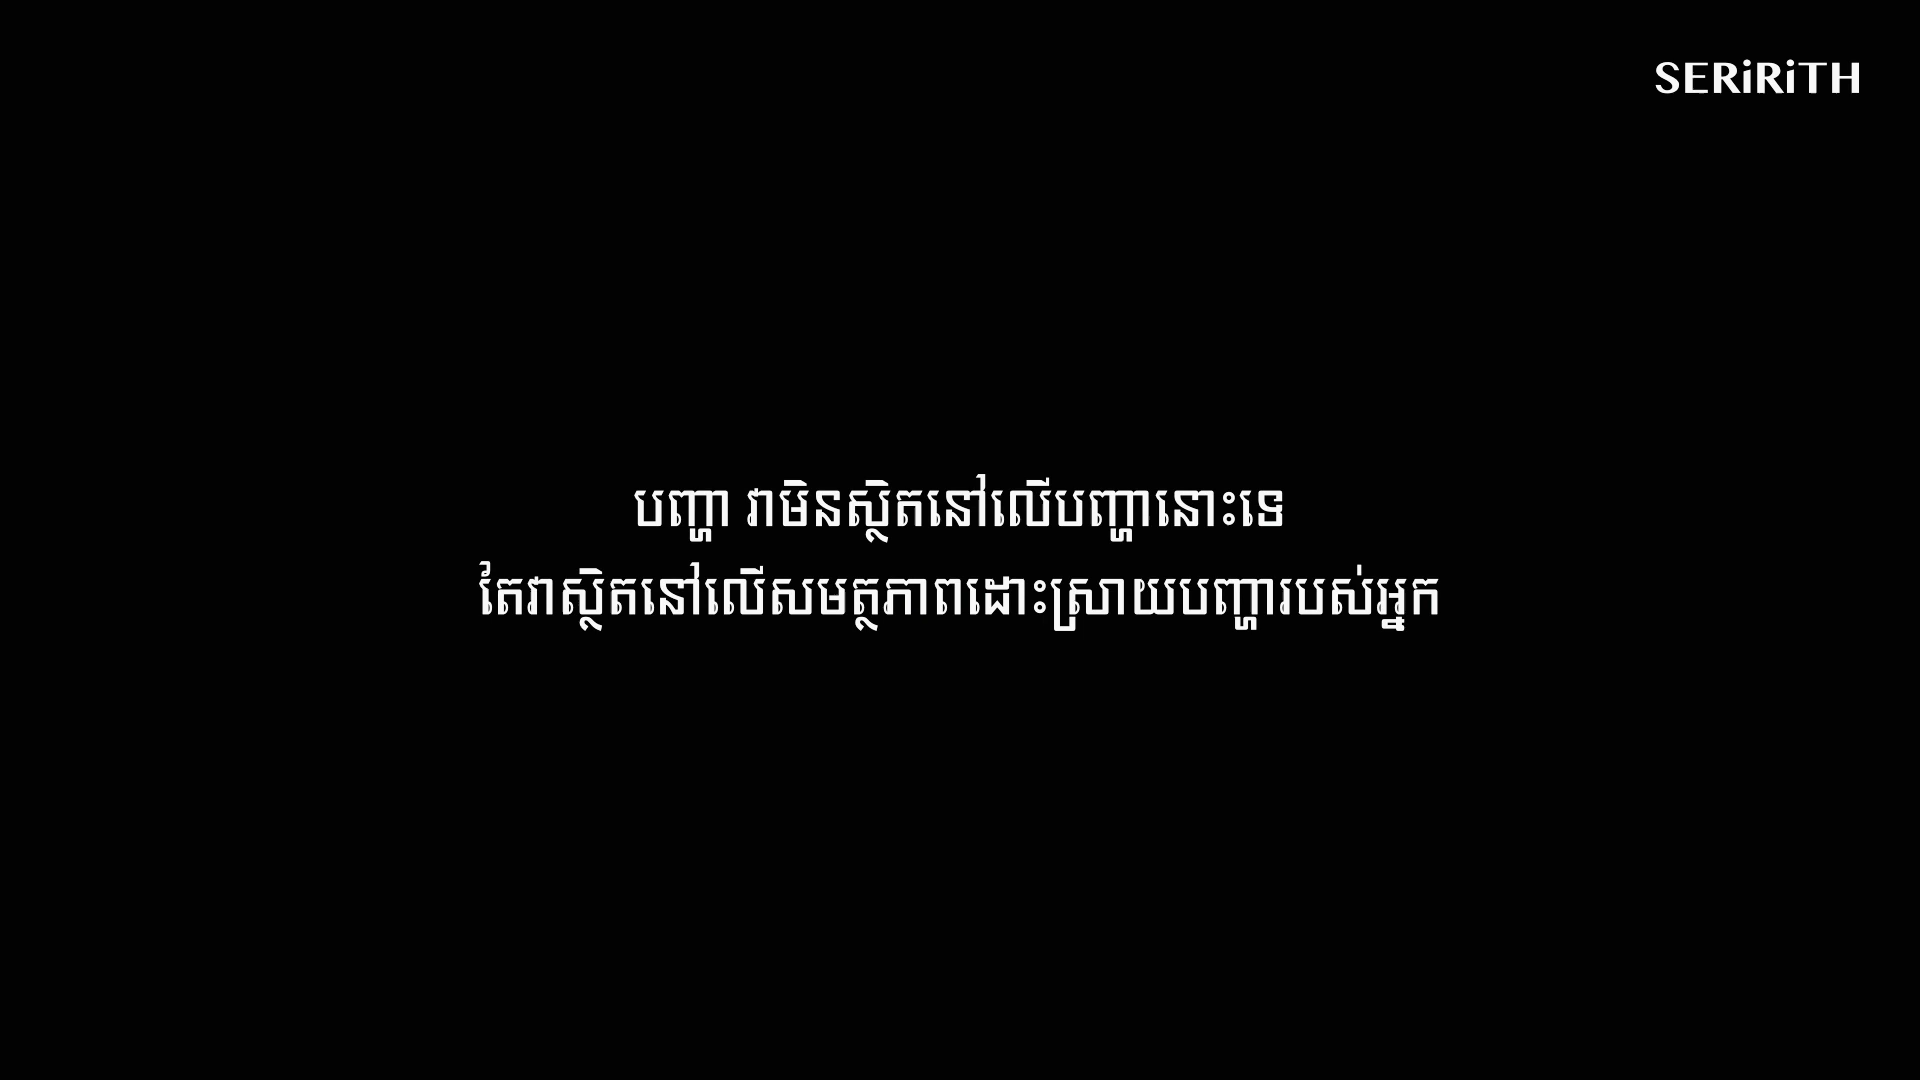 SERiRiTH
បញ្ហា វាមិនស្ថិតនៅលើបញ្ហានោះទេ
តែវាស្ថិតនៅលើសមត្ថភាពដោះស្រាយបញ្ហារបស់អ្នក